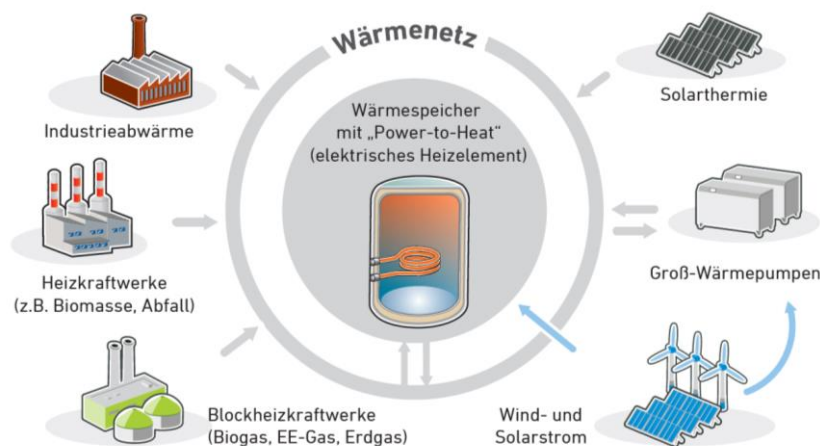 Wärmenetz
Wärmespeicher
mit „Power-to-Heat“
(elektrisches Heizelement)
Industrieabwärme
Heizkraftwerke
(z.B. Biomasse, Abfall)
Blockheizkraftwerke
(Biogas, EE-Gas, Erdgas)
Solarthermie
Groß-Wärmepumpen
Wind- und
Solarstrom